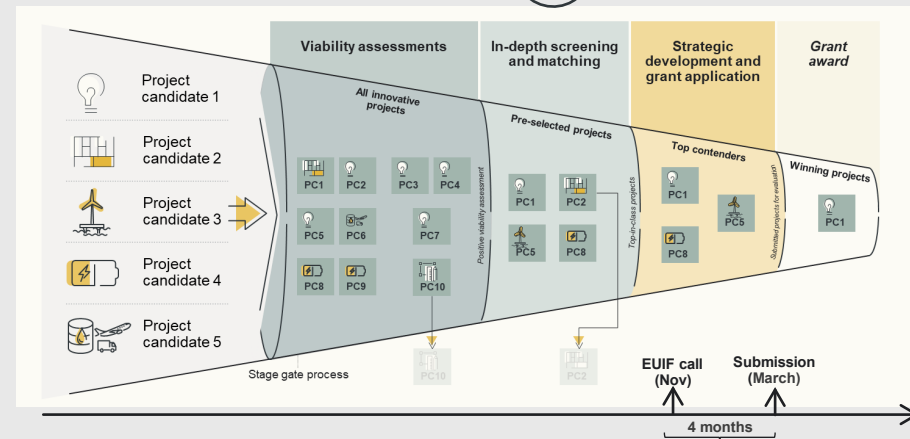 Viability assessments
In-depth screening
and matching
Strategic
development and
grant application
Grant
award
Project
candidate 1
Project
candidate 2
Project
candidate 3
Project
candidate 4
Project
candidate 5
All innovative
projects
PC1
PC2
PC3
PC4
PC5
PC6
PC7
PC8
PC9
PC10
Positive viability assessment
Pre-selected projects
PC1
PC2
PC5
PC8
Top-in-class projects
Top contenders
PC1
PC5
PC8
Submitted projects for evaluation
Winning projects
PC1
Stage gate process
PC10
PC2
EUIF call
(Nov)
Submission
(March)
4 months